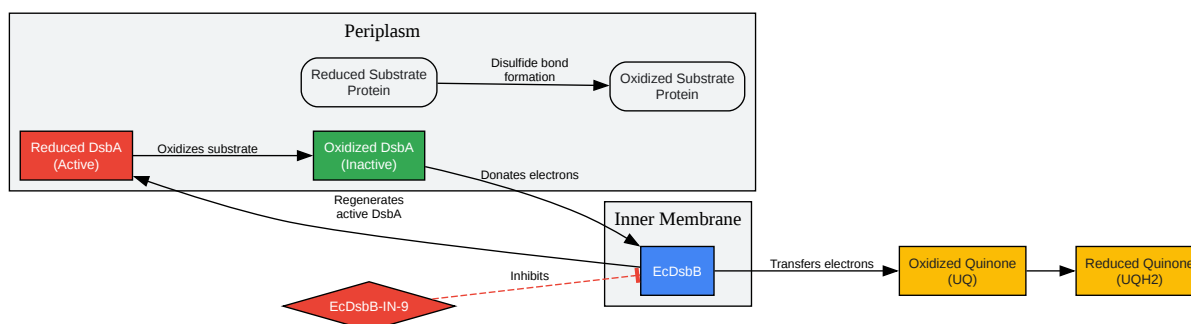 Periplasm
Reduced Substrate
Protein
Disulfide bond
formation
Oxidized Substrate
Protein
Reduced DsbA
(Active)
Oxidizes substrate
Oxidized DsbA
(Inactive)
Donates electrons
Regenerates
active DsbA
Inner Membrane
EcDsbB
Transfers electrons
Oxidized Quinone
(UQ)
Reduced Quinone
(UQH2)
Inhibits
EcDsbB-IN-9